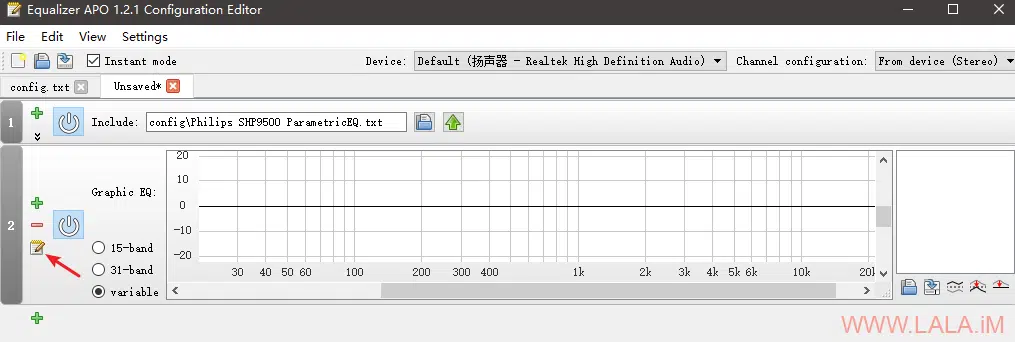 Equalizer APO 1.2.1 Configuration Editor
File Edit View Settings
Instant mode Device: Default (扬声器 - Realtek High Definition Audio) Channel configuration: From device (Stereo)
config.txt Unsaved*
1 Include: config\Philips SHP9500 ParametricEQ.txt
2
Graphic EQ:
15-band
31-band
variable
20
10
0
-10
-20
30 40 50 60 100 200 300 400 1k 2k 3k 4k 5k 6k 10k 20k
WWW.LALA.iM